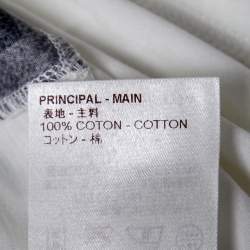 PRINCIPAL - MAIN
表地 - 主料
100% COTON - COTTON
コットン - 棉